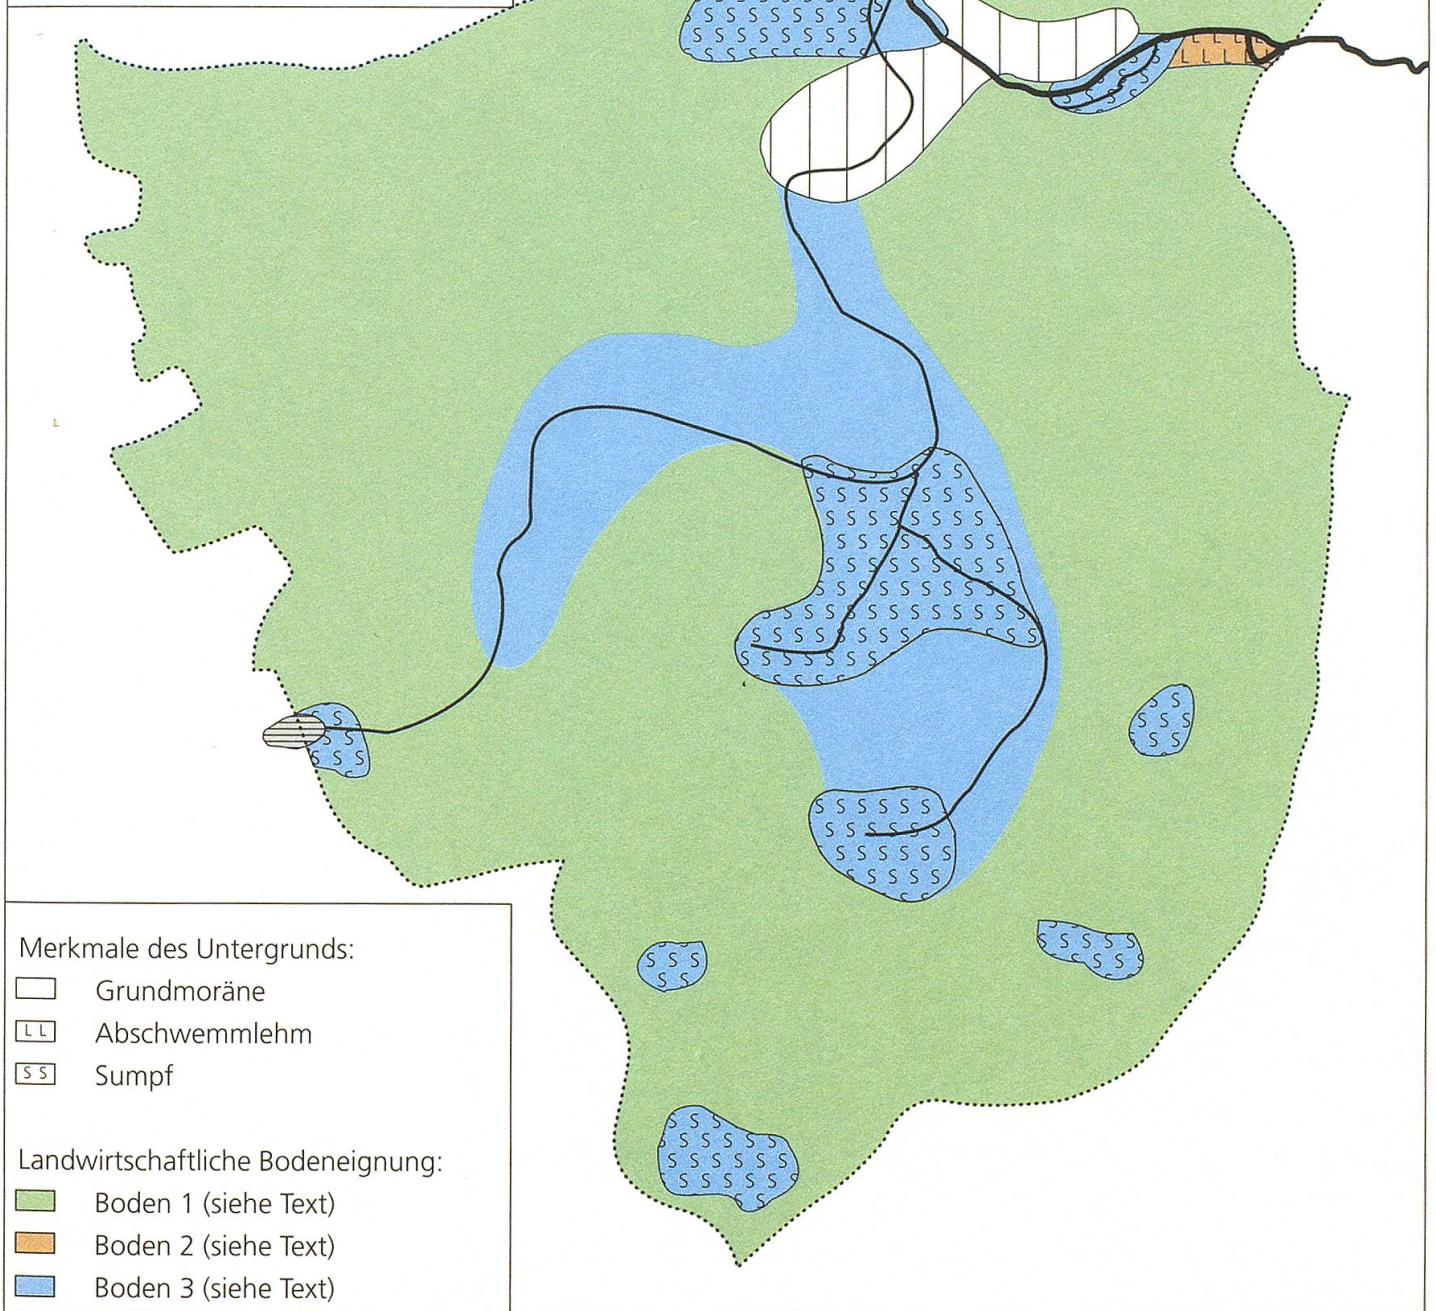 Merkmale des Untergrunds:
Grundmoräne
L L Abschwemmlehm
S S Sumpf
Landwirtschaftliche Bodeneignung:
Boden 1 (siehe Text)
Boden 2 (siehe Text)
Boden 3 (siehe Text)